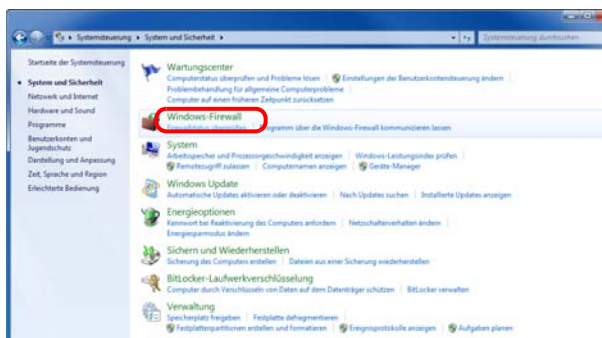 Systemsteuerung ▸ System und Sicherheit ▸
Systemsteuerung durchsuchen
Startseite der Systemsteuerung
System und Sicherheit
Netzwerk und Internet
Hardware und Sound
Programme
Benutzerkonten und
Jugendschutz
Darstellung und Anpassung
Zeit, Sprache und Region
Erleichterte Bedienung
Wartungscenter
Computerstatus überprüfen und Probleme lösen | Einstellungen der Benutzerkontensteuerung ändern
Problembehandlung für allgemeine Computerprobleme
Computer auf einen früheren Zeitpunkt zurücksetzen
Windows-Firewall
Firewallstatus überprüfen | Programm über die Windows-Firewall kommunizieren lassen
System
Arbeitsspeicher und Prozessorgeschwindigkeit anzeigen | Windows-Leistungsindex prüfen
Remotezugriff zulassen | Computernamen anzeigen | Geräte-Manager
Windows Update
Automatische Updates aktivieren oder deaktivieren | Nach Updates suchen | Installierte Updates anzeigen
Energieoptionen
Kennwort bei Reaktivierung des Computers anfordern | Netzschalterverhalten ändern
Energiesparmodus ändern
Sichern und Wiederherstellen
Sicherung des Computers erstellen | Dateien aus einer Sicherung wiederherstellen
BitLocker-Laufwerkverschlüsselung
Computer durch Verschlüsseln von Daten auf dem Datenträger schützen | BitLocker verwalten
Verwaltung
Speicherplatz freigeben | Festplatte defragmentieren
Festplattenpartitionen erstellen und formatieren | Ereignisprotokolle anzeigen | Aufgaben planen